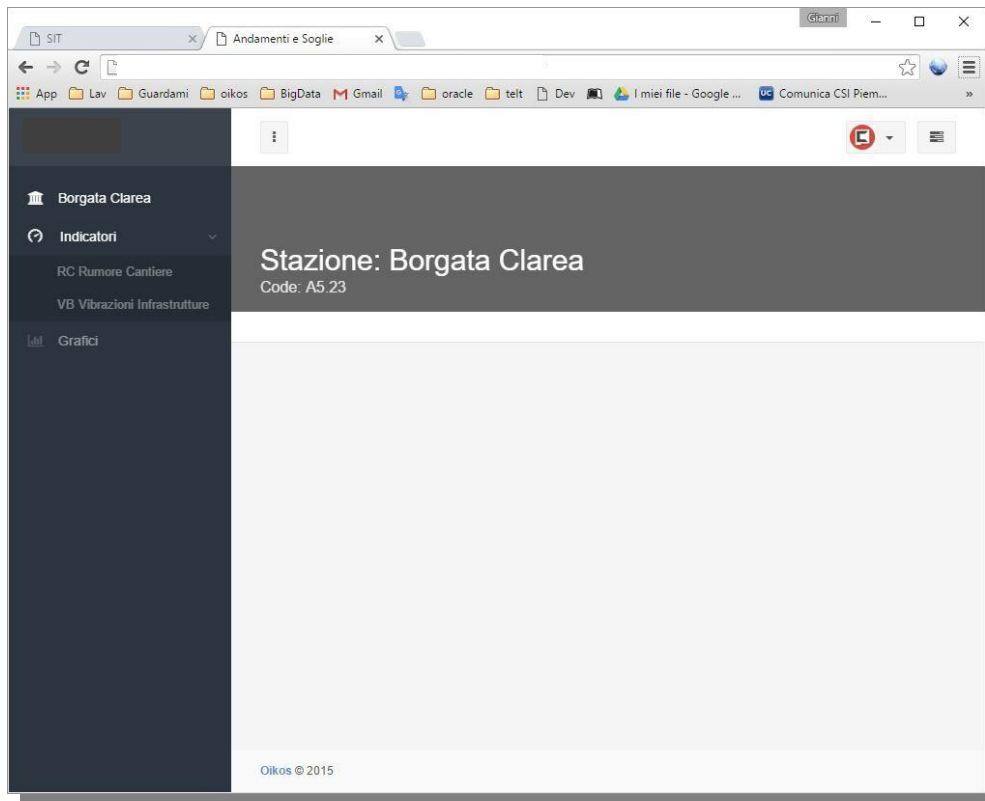 Gianni
SIT
Andamenti e Soglie
App Lav Guardami oikos BigData Gmail oracle telt Dev I miei file - Google ... Comunica CSI Piem... »
Borgata Clarea
Indicatori
RC Rumore Cantiere
VB Vibrazioni Infrastrutture
Grafici
Stazione: Borgata Clarea
Code: A5.23
Oikos © 2015